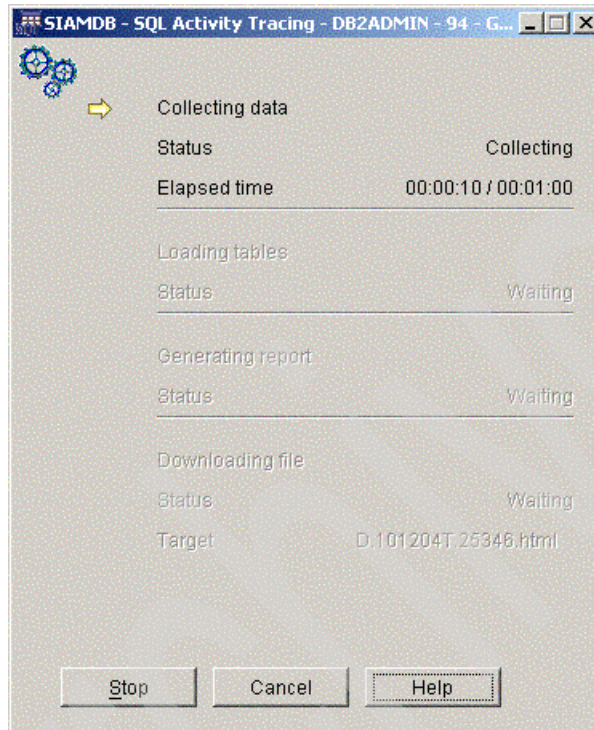 SIAMDB - SQL Activity Tracing - DB2ADMIN - 94 - G...
Collecting data
Status Collecting
Elapsed time 00:00:10 / 00:01:00
Loading tables
Status Waiting
Generating report
Status Waiting
Downloading file
Status Waiting
Target D.101204T.25346.html
Stop Cancel Help